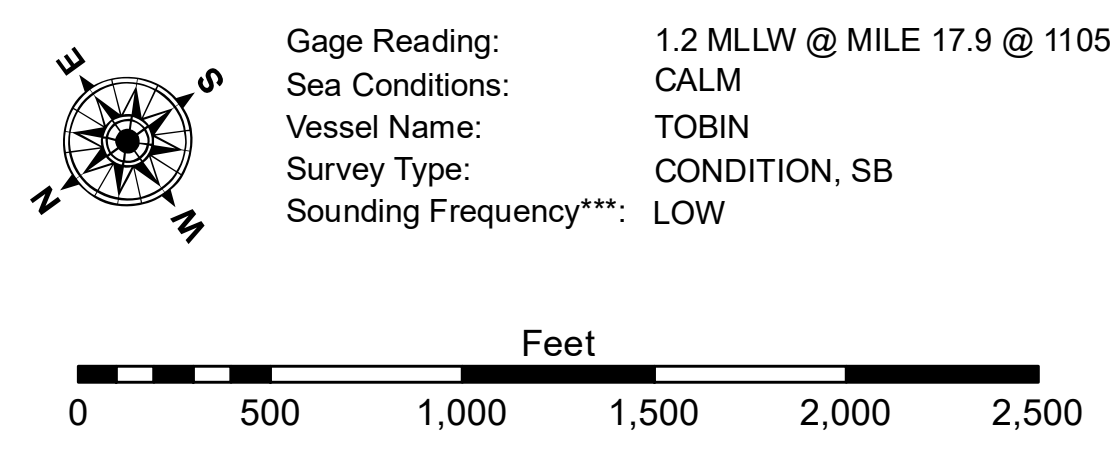 E
S
N
W
Gage Reading: 1.2 MLLW @ MILE 17.9 @ 1105
Sea Conditions: CALM
Vessel Name: TOBIN
Survey Type: CONDITION, SB
Sounding Frequency***: LOW
Feet
0 500 1,000 1,500 2,000 2,500